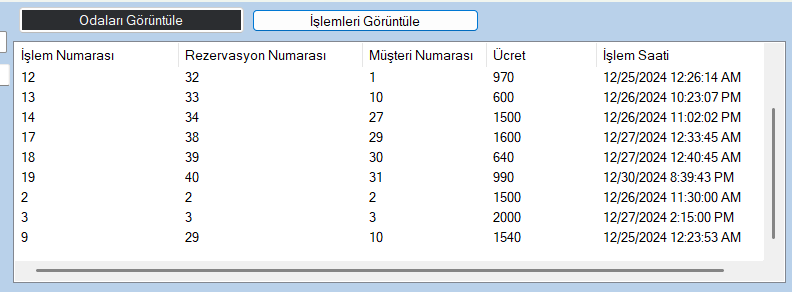 Odaları Görüntüle İşlemleri Görüntüle
İşlem Numarası Rezervasyon Numarası Müşteri Numarası Ücret İşlem Saati
12 32 1 970 12/25/2024 12:26:14 AM
13 33 10 600 12/26/2024 10:23:07 PM
14 34 27 1500 12/26/2024 11:02:02 PM
17 38 29 1600 12/27/2024 12:33:45 AM
18 39 30 640 12/27/2024 12:40:45 AM
19 40 31 990 12/30/2024 8:39:43 PM
2 2 2 1500 12/26/2024 11:30:00 AM
3 3 3 2000 12/27/2024 2:15:00 PM
9 29 10 1540 12/25/2024 12:23:53 AM